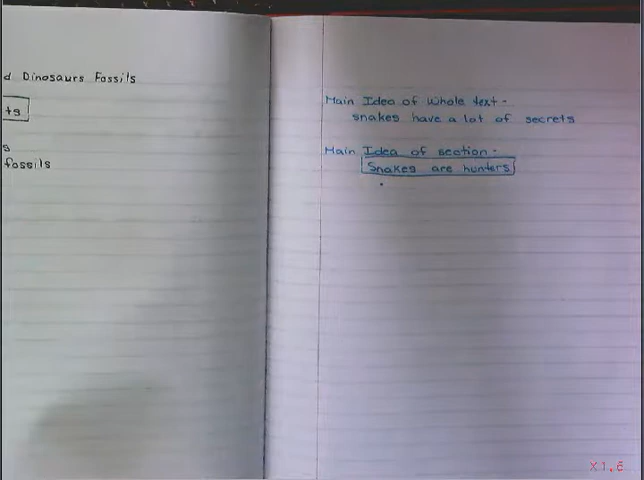 d Dinosaurs Fossils
ts
s
fossils
Main Idea of whole text -
snakes have a lot of secrets
Main Idea of section -
Snakes are hunters
X1.6